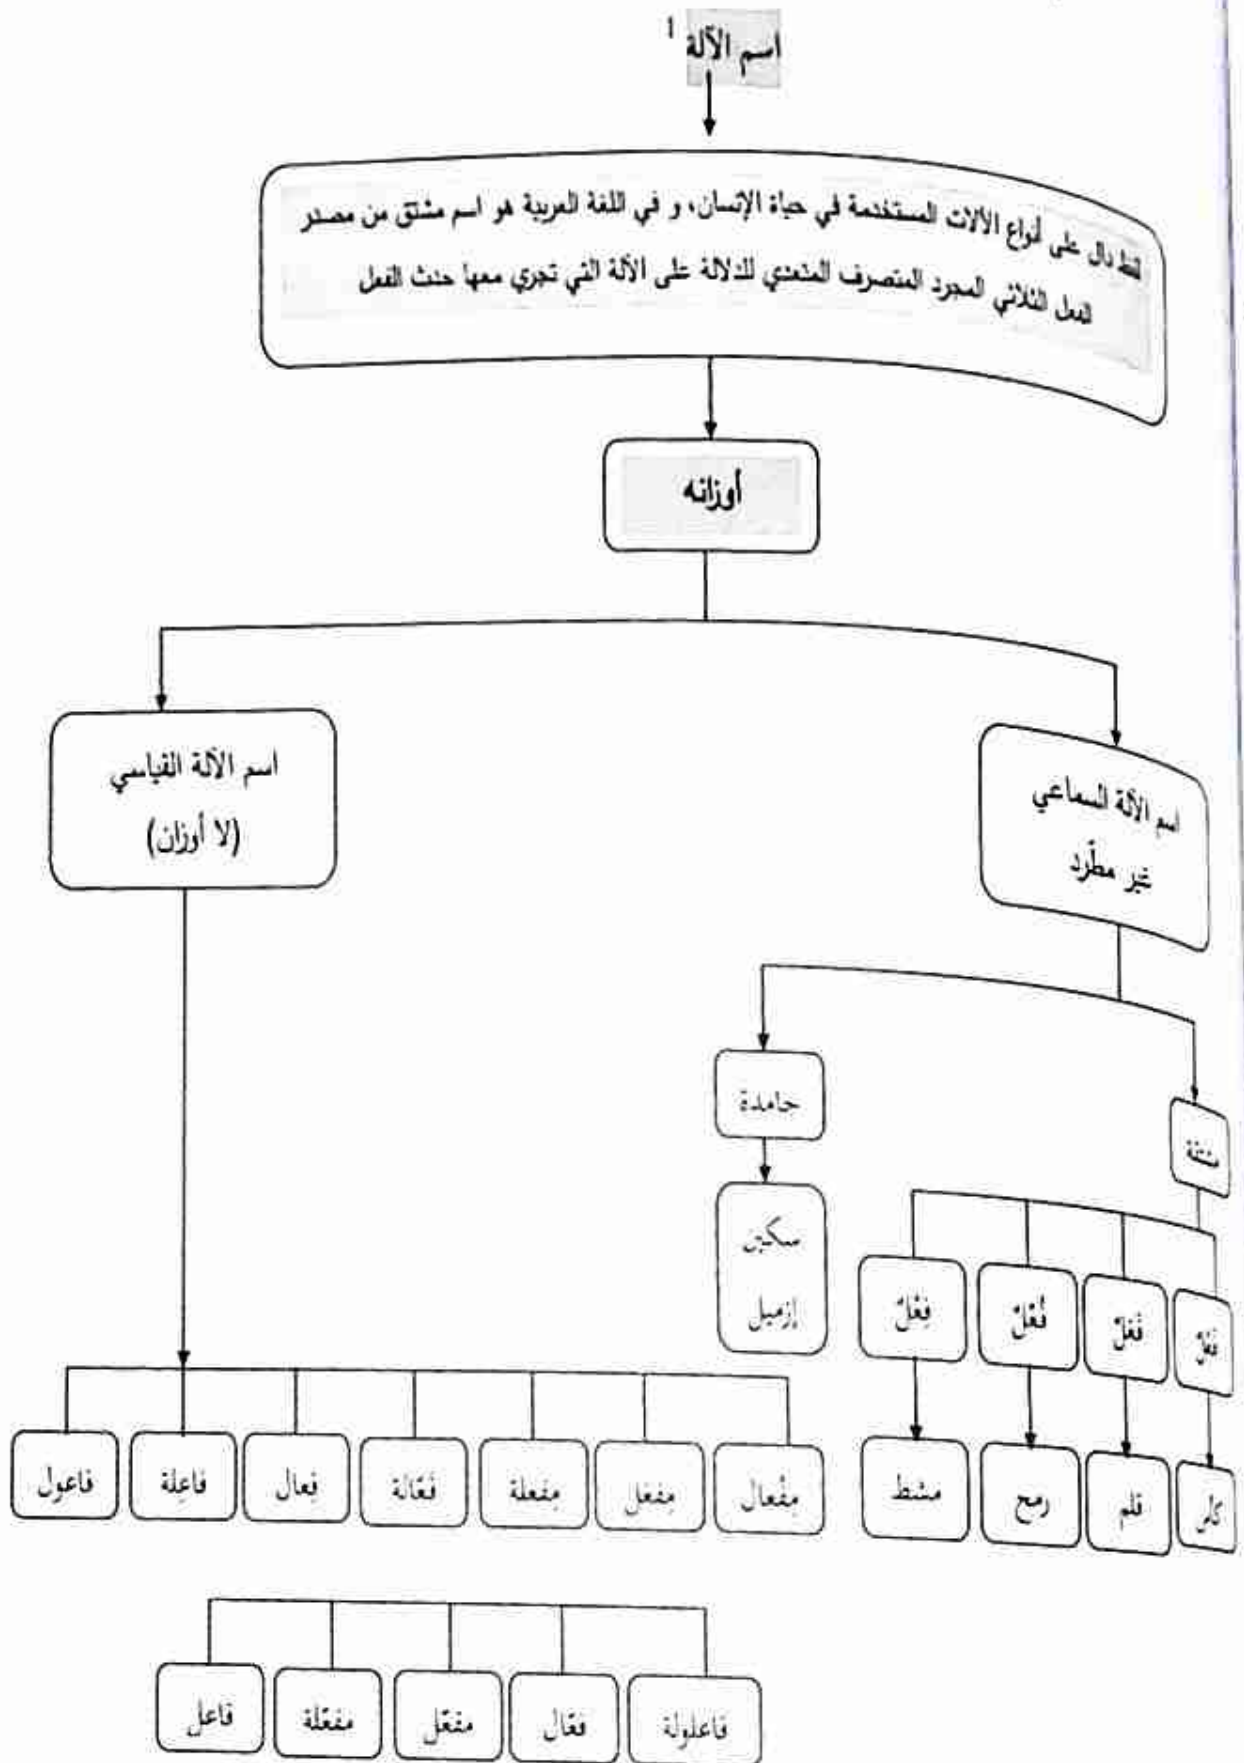 اسم الآلة 1
لفظ دال على أنواع الآلات المستخدمة في حياة الإنسان، و في اللغة العربية هو اسم مشتق من مصدر
الفعل الثلاثي المجرد المتصرف المتعدي للدلالة على الآلة التي تجري معها حدث الفعل
أوزانه
اسم الآلة السماعي
غير مطّرد
اسم الآلة القياسي
(لا أوزان)
مشتقة
جامدة
سكين
إزميل
فَعْلٌ
فَعَلٌ
فُعْلٌ
فِعْلٌ
كأس
قلم
رمح
مشط
مِفْعال
مِفعَل
مِفعلة
فَعّالة
فِعال
فاعِلة
فاعول
فاعلولة
فعّال
مفعّل
مفعّلة
فاعل